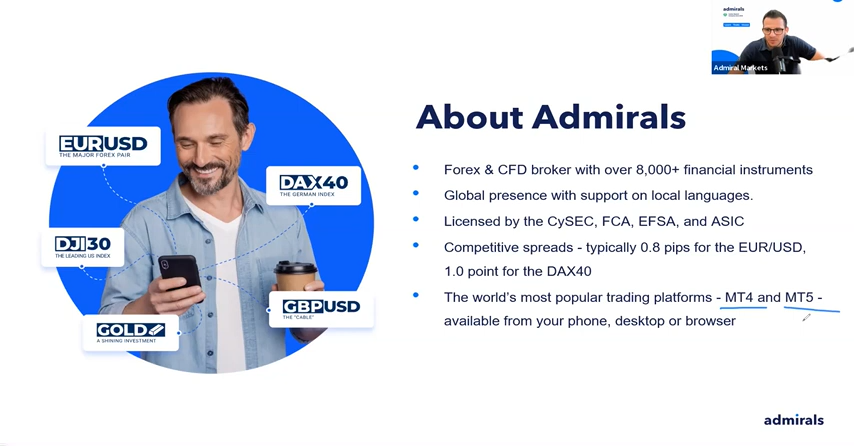 admirals
Admiral Markets
About Admirals
EURUSD
THE MAJOR FOREX PAIR
DAX40
THE GERMAN INDEX
DJI30
THE LEADING US INDEX
GBPUSD
THE "CABLE"
GOLD
A SHINING INVESTMENT
Forex & CFD broker with over 8,000+ financial instruments
Global presence with support on local languages.
Licensed by the CySEC, FCA, EFSA, and ASIC
Competitive spreads - typically 0.8 pips for the EUR/USD,
1.0 point for the DAX40
The world's most popular trading platforms - MT4 and MT5 -
available from your phone, desktop or browser
admirals